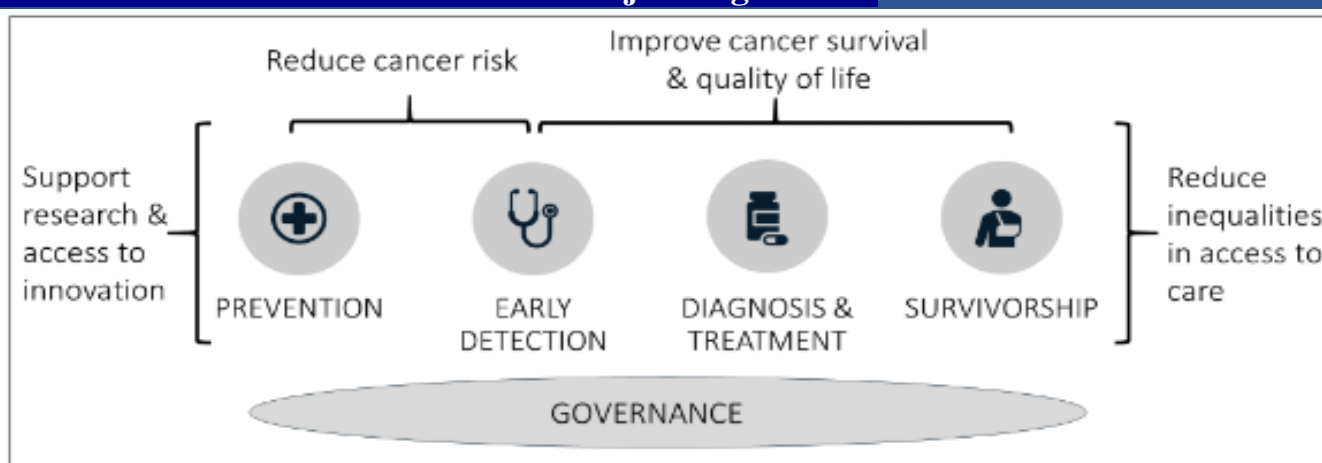 Reduce cancer risk
Improve cancer survival
& quality of life
Support
research &
access to
innovation
PREVENTION
EARLY
DETECTION
DIAGNOSIS &
TREATMENT
SURVIVORSHIP
Reduce
inequalities
in access to
care
GOVERNANCE